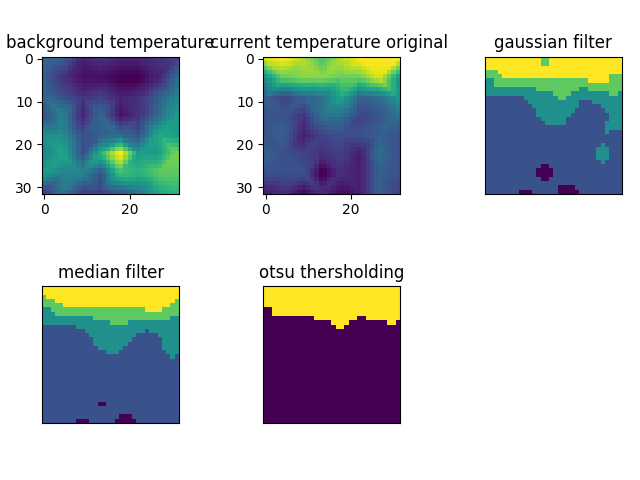 background temperature
current temperature original
gaussian filter
0
10
20
30
0
20
0
10
20
30
0
20
median filter
otsu thersholding